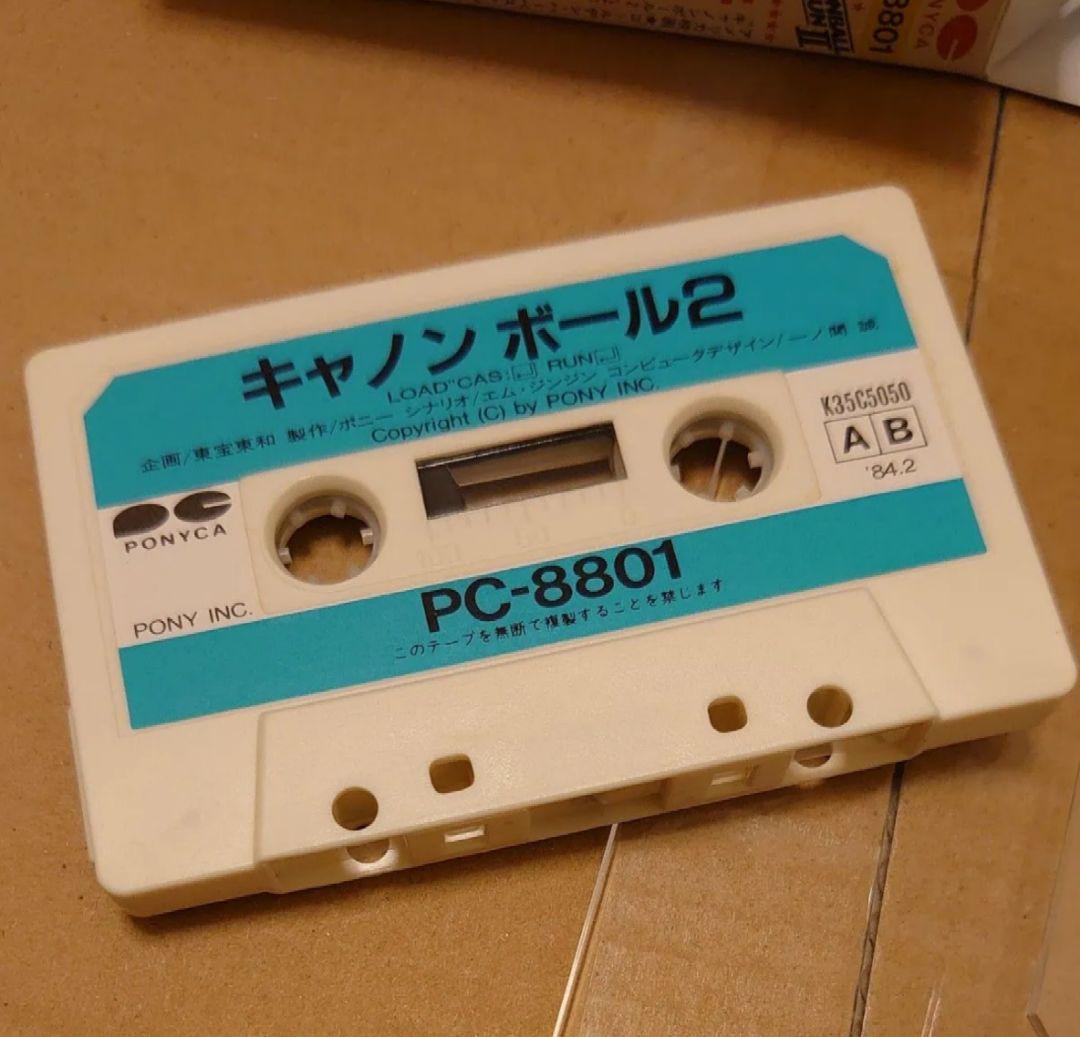 キャノン ボール2
LOAD"CAS:⏎ RUN⏎
企画/東宝東和 製作/ポニー シナリオ/エム・ジンジン コンピュータデザイン/一ノ関
Copyright (C) by PONY INC.
PONYCA
PONY INC.
K35C5050
A B
'84.2
PC-8801
このテープを無断で複製することを禁じます
PONYCA
8801
RUN II